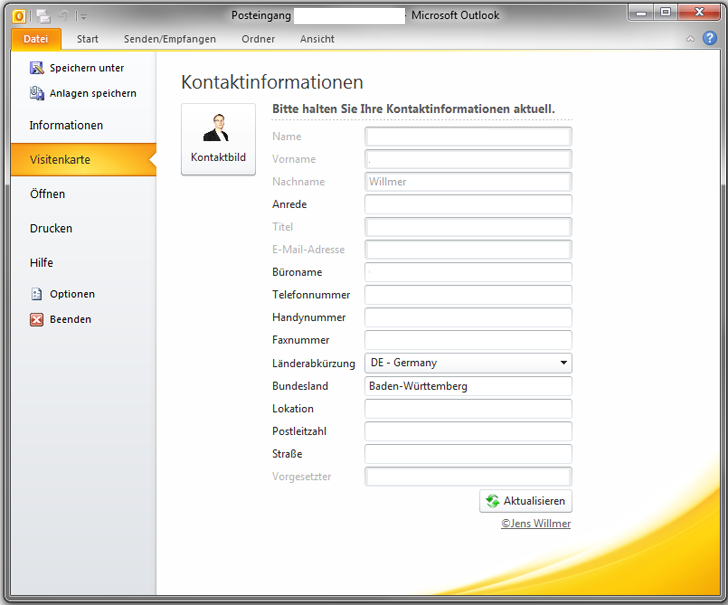 Posteingang - Microsoft Outlook
Datei Start Senden/Empfangen Ordner Ansicht
Speichern unter
Anlagen speichern
Informationen
Visitenkarte
Öffnen
Drucken
Hilfe
Optionen
Beenden
Kontaktinformationen
Kontaktbild
Bitte halten Sie Ihre Kontaktinformationen aktuell.
Name
Vorname
Nachname Willmer
Anrede
Titel
E-Mail-Adresse
Büroname
Telefonnummer
Handynummer
Faxnummer
Länderabkürzung DE - Germany
Bundesland Baden-Württemberg
Lokation
Postleitzahl
Straße
Vorgesetzter
Aktualisieren
©Jens Willmer